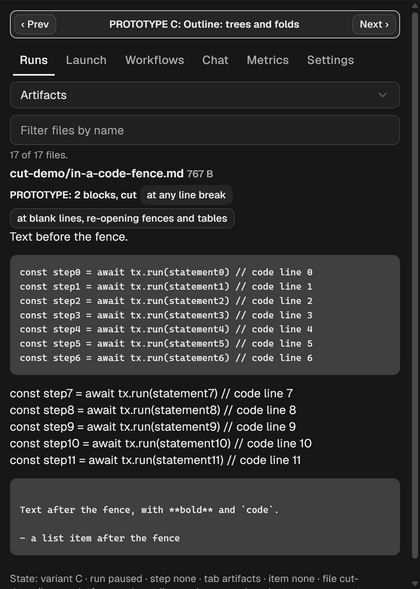 ‹ Prev
PROTOTYPE C: Outline: trees and folds
Next ›
Runs Launch Workflows Chat Metrics Settings
Artifacts
Filter files by name
17 of 17 files.
cut-demo/in-a-code-fence.md 767 B
PROTOTYPE: 2 blocks, cut at any line break
at blank lines, re-opening fences and tables
Text before the fence.
const step0 = await tx.run(statement0) // code line 0
const step1 = await tx.run(statement1) // code line 1
const step2 = await tx.run(statement2) // code line 2
const step3 = await tx.run(statement3) // code line 3
const step4 = await tx.run(statement4) // code line 4
const step5 = await tx.run(statement5) // code line 5
const step6 = await tx.run(statement6) // code line 6
const step7 = await tx.run(statement7) // code line 7
const step8 = await tx.run(statement8) // code line 8
const step9 = await tx.run(statement9) // code line 9
const step10 = await tx.run(statement10) // code line 10
const step11 = await tx.run(statement11) // code line 11
Text after the fence, with **bold** and `code`.
- a list item after the fence
State: variant C · run paused · step none · tab artifacts · item none · file cut-